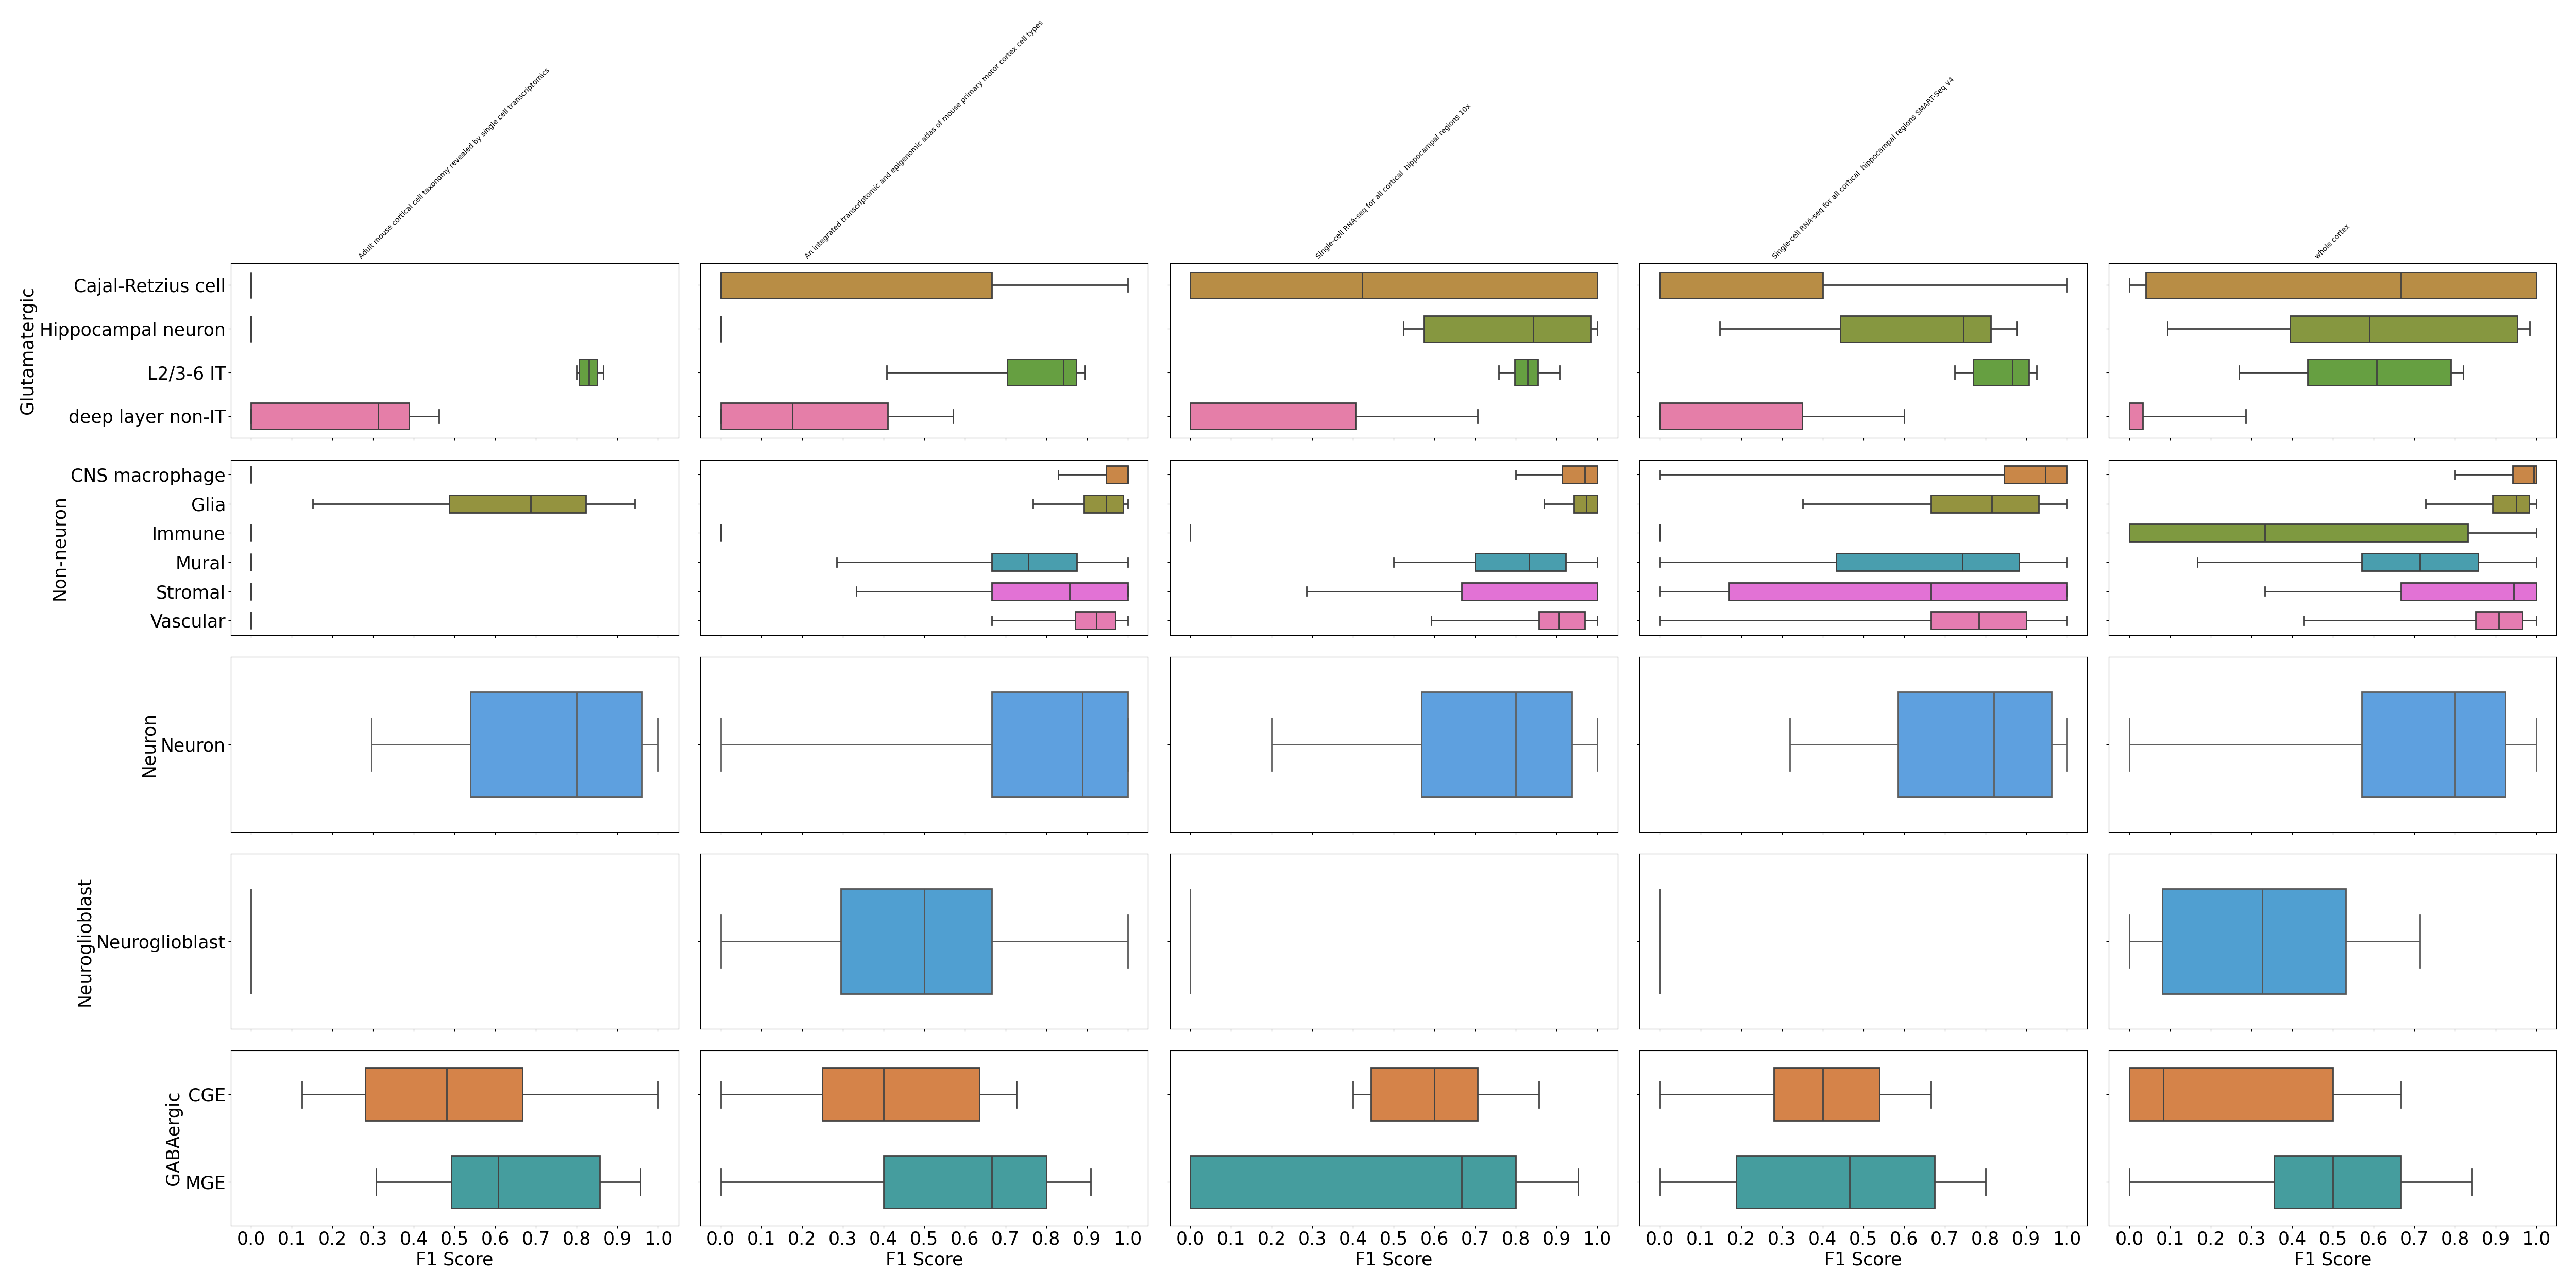 Adult mouse cortical cell taxonomy revealed by single cell transcriptomics
An integrated transcriptomic and epigenomic atlas of mouse primary motor cortex cell types
Single-cell RNA-seq for all cortical  hippocampal regions 10x
Single-cell RNA-seq for all cortical  hippocampal regions SMART-Seq v4
whole cortex
Glutamatergic
Cajal-Retzius cell
Hippocampal neuron
L2/3-6 IT
deep layer non-IT
Non-neuron
CNS macrophage
Glia
Immune
Mural
Stromal
Vascular
Neuron
Neuron
Neuroglioblast
Neuroglioblast
GABAergic
CGE
MGE
0.0 0.1 0.2 0.3 0.4 0.5 0.6 0.7 0.8 0.9 1.0
F1 Score
0.0 0.1 0.2 0.3 0.4 0.5 0.6 0.7 0.8 0.9 1.0
F1 Score
0.0 0.1 0.2 0.3 0.4 0.5 0.6 0.7 0.8 0.9 1.0
F1 Score
0.0 0.1 0.2 0.3 0.4 0.5 0.6 0.7 0.8 0.9 1.0
F1 Score
0.0 0.1 0.2 0.3 0.4 0.5 0.6 0.7 0.8 0.9 1.0
F1 Score